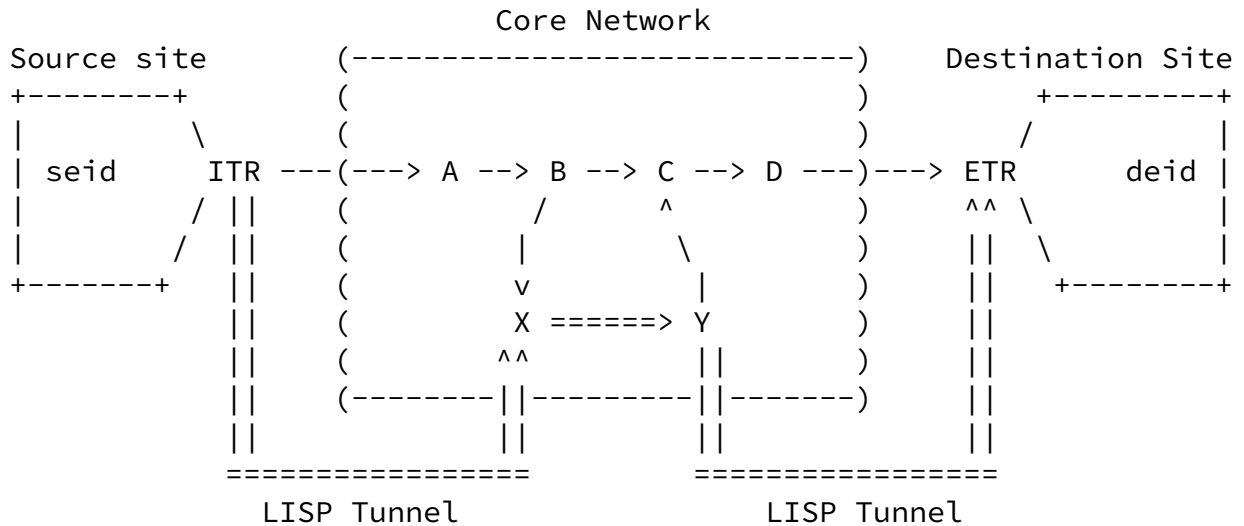 Core Network
Source site       (----------------------------)    Destination Site
+--------+        (                            )         +---------+
|         \       (                            )        /          |
| seid     ITR ---(---> A --> B --> C --> D ---)---> ETR      deid |
|         / ||    (          /      ^          )     ^^ \          |
|        /  ||    (         |        \         )     ||  \         |
+-------+   ||    (         v         |        )     ||   +--------+
            ||    (         X ======> Y        )     ||
            ||    (        ^^         ||       )     ||
            ||    (--------||---------||-------)     ||
            ||             ||         ||             ||
            =================         =================
              LISP Tunnel               LISP Tunnel